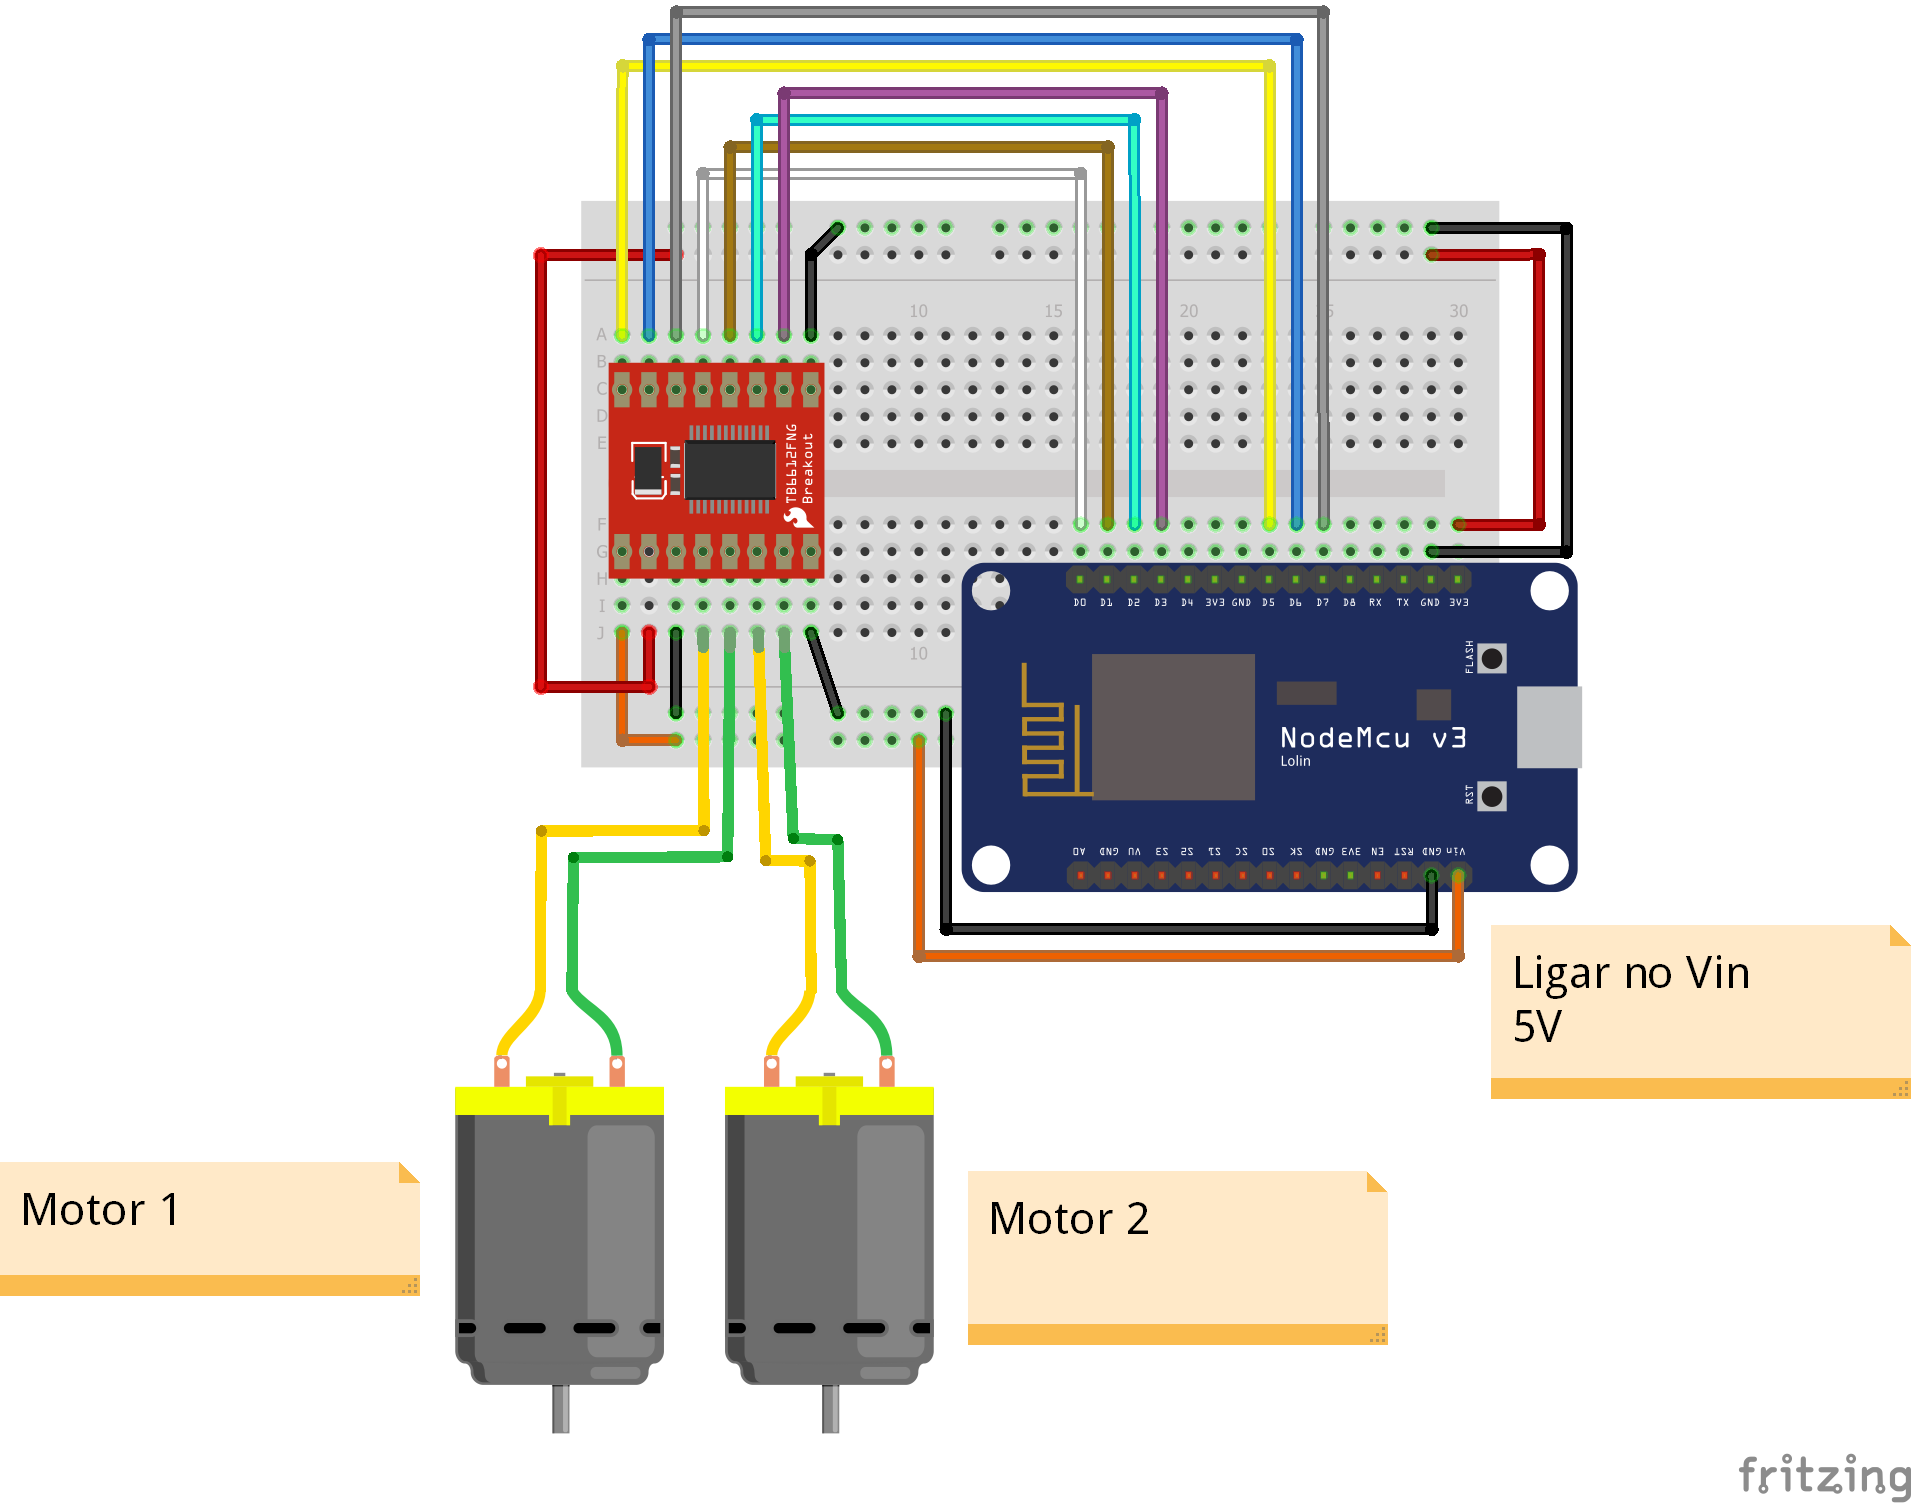 10 15 20 30
A
B
C
D
E
TB6612FNG
Breakout
F
G
H
I
J
10
D0 D1 D2 D3 D4 3V3 GND D5 D6 D7 D8 RX TX GND 3V3
FLASH
NodeMcu v3
Lolin
RST
A0 GND VU S3 S2 S1 SC S0 SK GND 3V3 EN RST GND Vin
Ligar no Vin
5V
Motor 1
Motor 2
fritzing